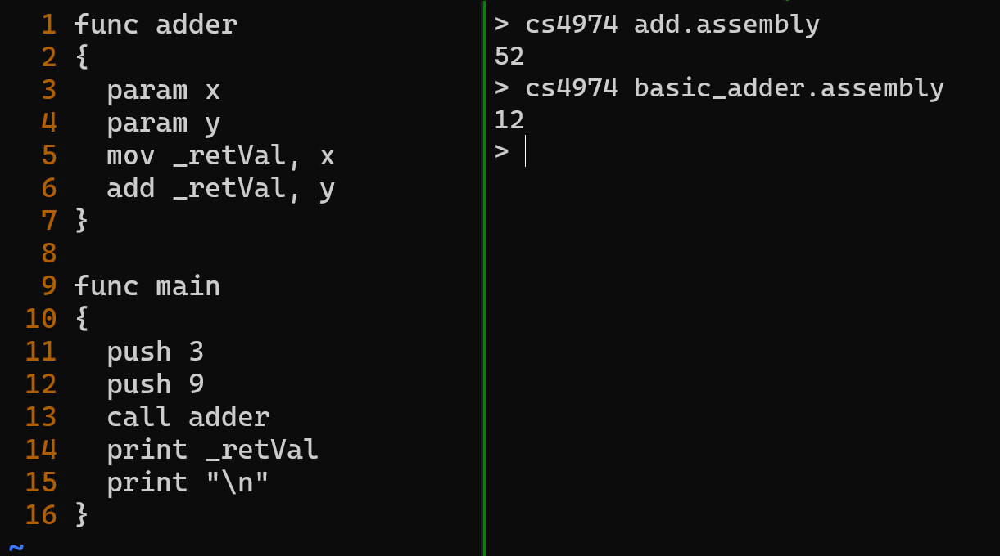 1 func adder
2 {
3   param x
4   param y
5   mov _retVal, x
6   add _retVal, y
7 }
8
9 func main
10 {
11   push 3
12   push 9
13   call adder
14   print _retVal
15   print "\n"
16 }
~
> cs4974 add.assembly
52
> cs4974 basic_adder.assembly
12
>